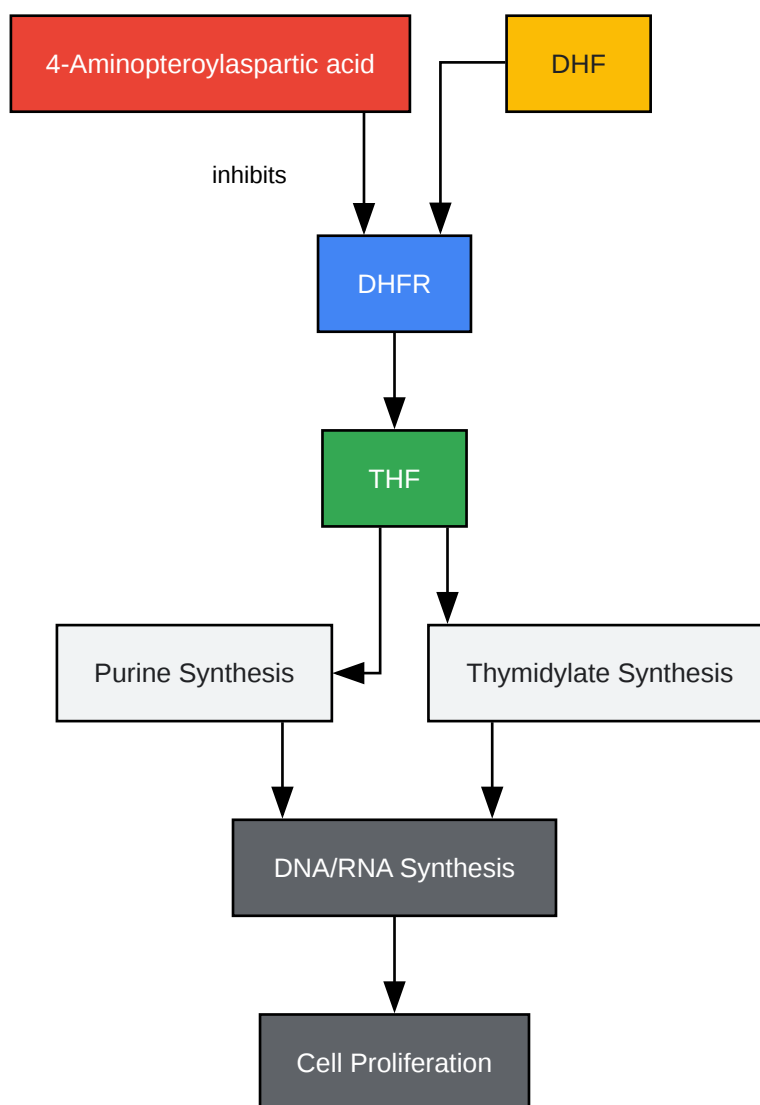 4-Aminopteroylaspartic acid
DHF
inhibits
DHFR
THF
Purine Synthesis
Thymidylate Synthesis
DNA/RNA Synthesis
Cell Proliferation